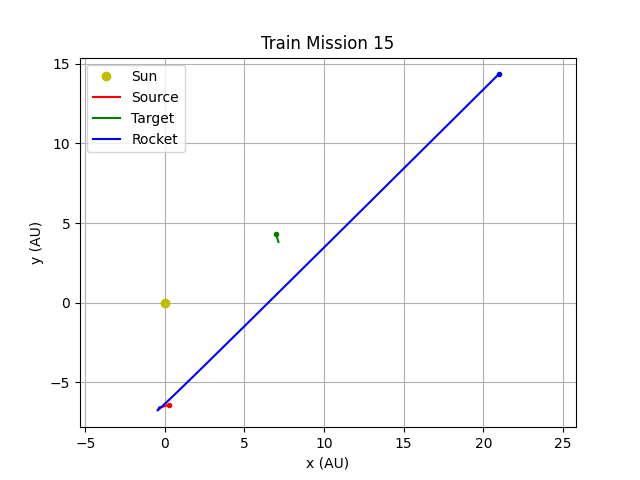 Train Mission 15
Sun
Source
Target
Rocket
15
10
5
0
−5
y (AU)
−5 0 5 10 15 20 25
x (AU)